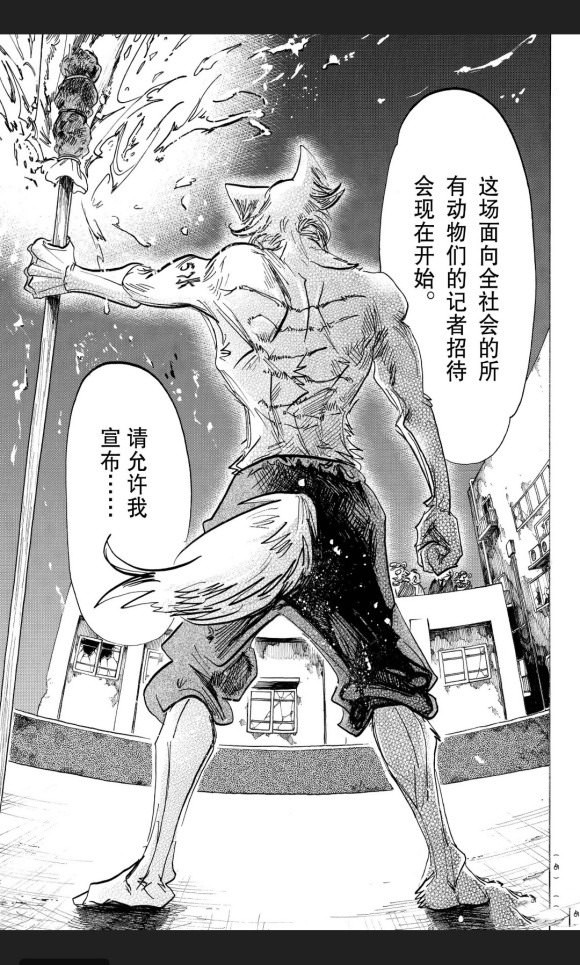 这场面向全社会的所
有动物们的记者招待
会现在开始。
请允许我
宣布……